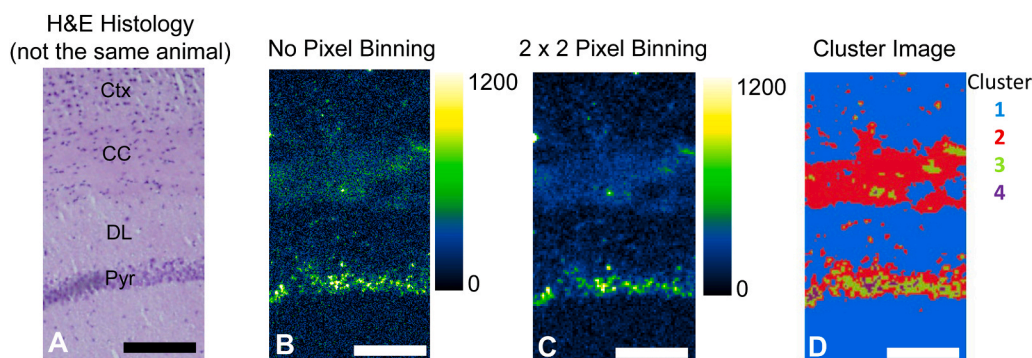 H&E Histology
(not the same animal)
No Pixel Binning
2 x 2 Pixel Binning
Cluster Image
Ctx
CC
DL
Pyr
A
1200
0
B
1200
0
C
D
Cluster
1
2
3
4